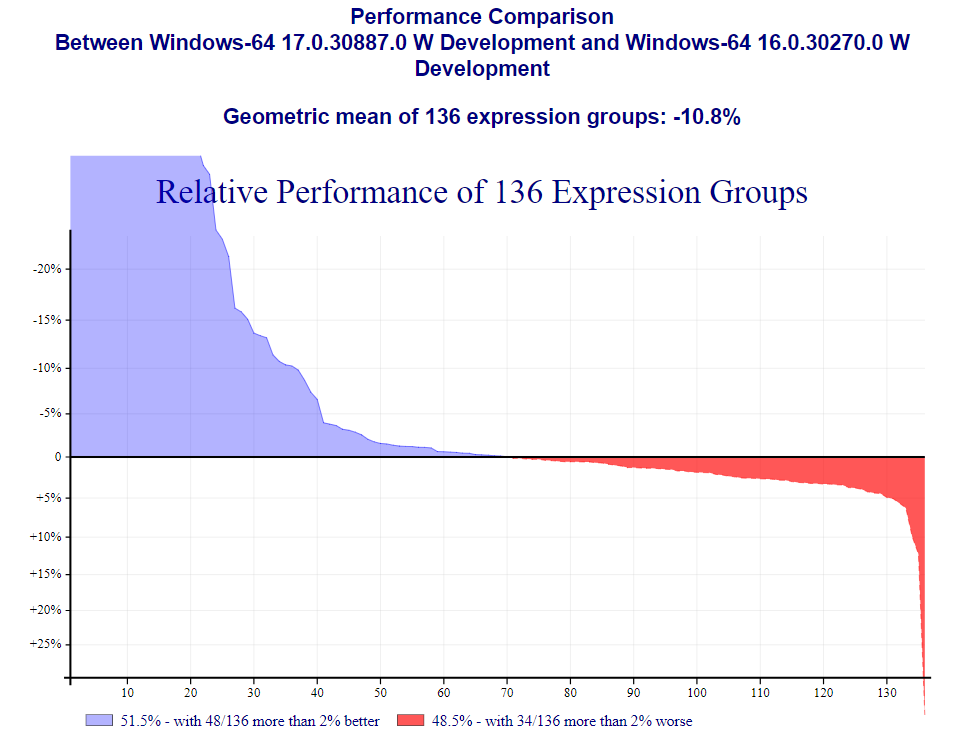 Performance Comparison
Between Windows-64 17.0.30887.0 W Development and Windows-64 16.0.30270.0 W
Development
Geometric mean of 136 expression groups: -10.8%
Relative Performance of 136 Expression Groups
-20%
-15%
-10%
-5%
0
+5%
+10%
+15%
+20%
+25%
10 20 30 40 50 60 70 80 90 100 110 120 130
51.5% - with 48/136 more than 2% better 48.5% - with 34/136 more than 2% worse